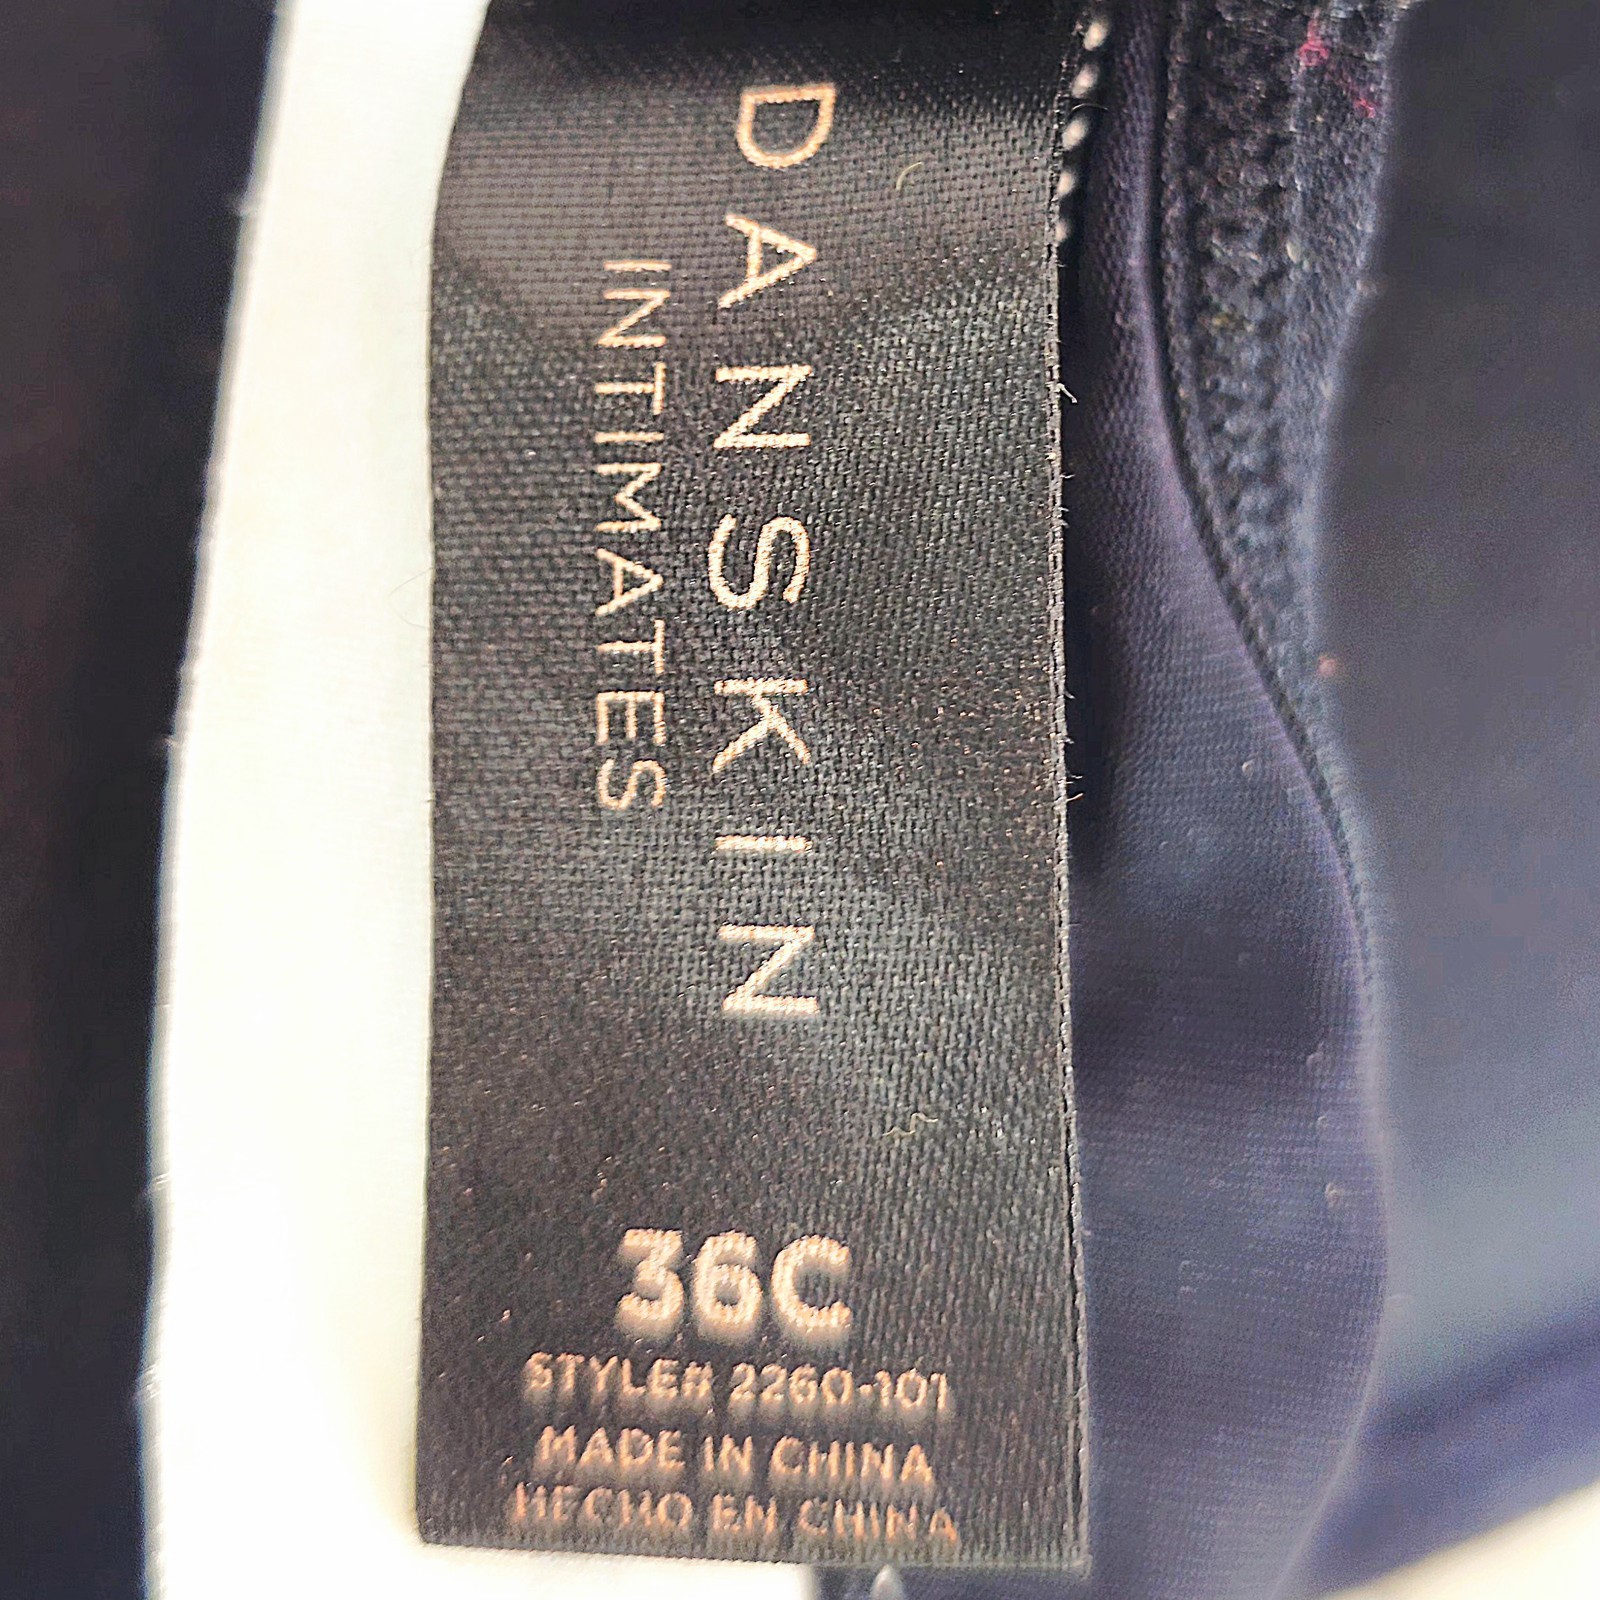 DANSKIN
INTIMATES
36C
STYLE# 2260-101
MADE IN CHINA
HECHO EN CHINA